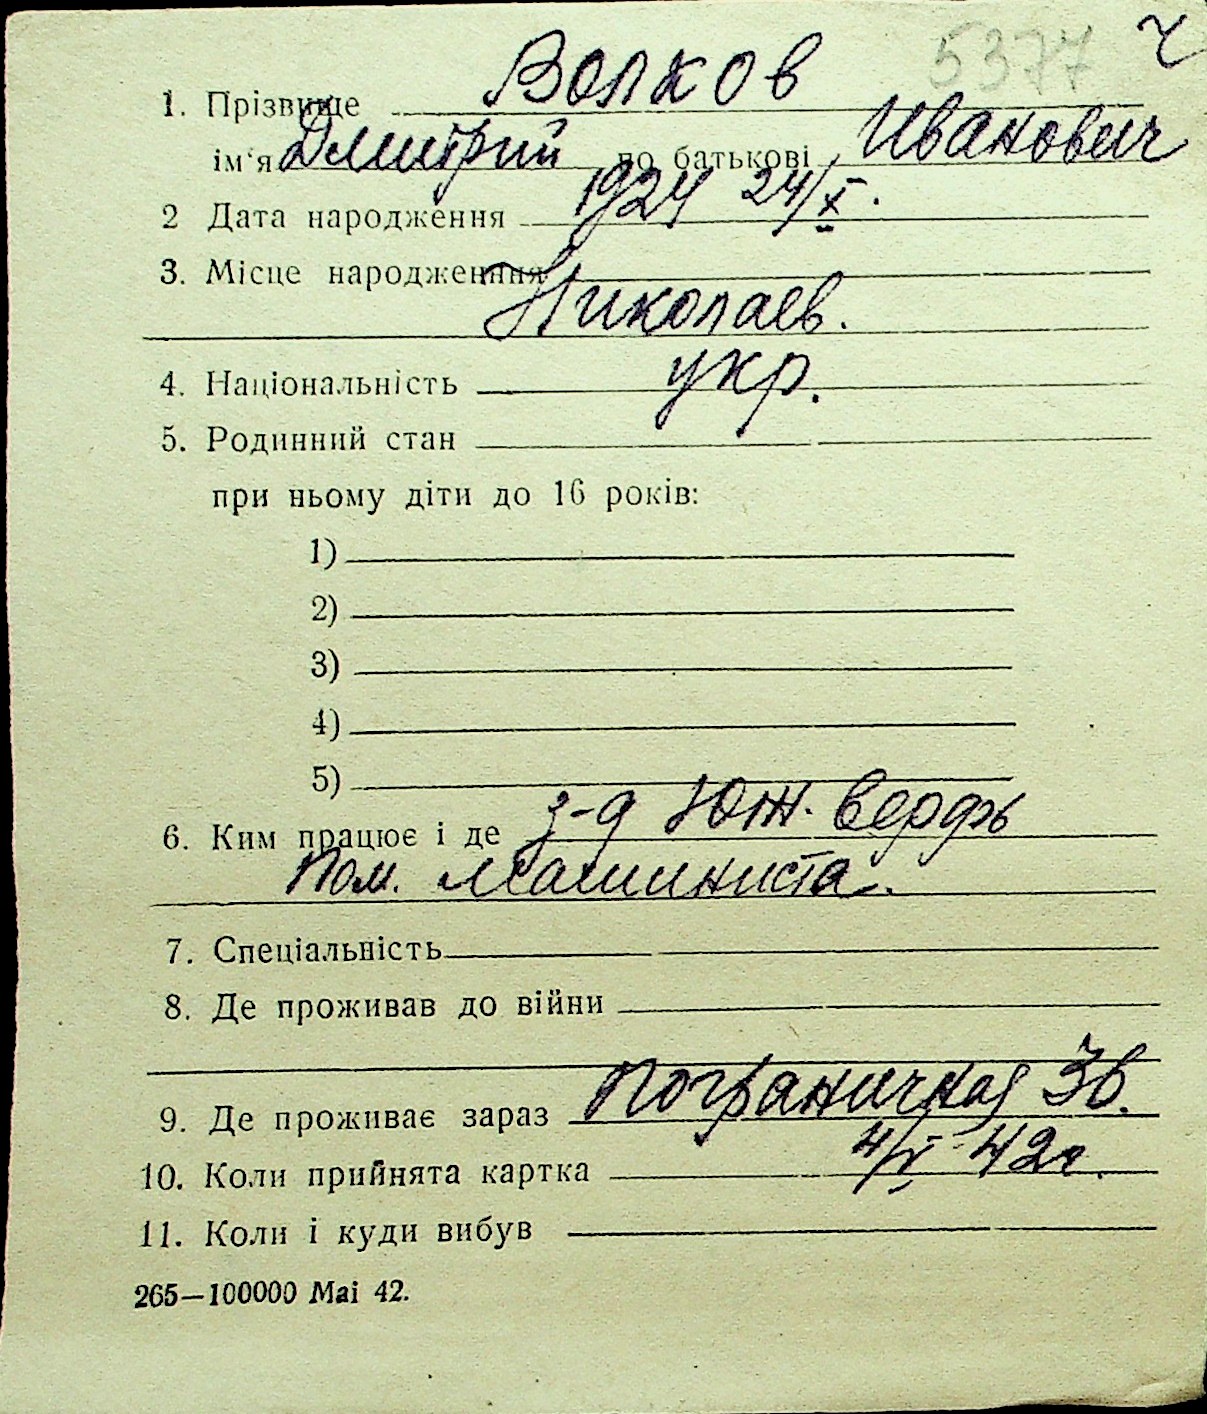 5377 ч
1. Прізвище Волков
ім'я Дмитрий по батькові Иванович
2 Дата народження 1924 24/X.
3. Місце народження
Николаев.
4. Національність укр.
5. Родинний стан
при ньому діти до 16 років:
1)
2)
3)
4)
5)
6. Ким працює і де з-д Юж. верфь
Пом. машиниста.
7. Спеціальність
8. Де проживав до війни
9. Де проживає зараз Пограничная
10. Коли прийнята картка 42г.
11. Коли і куди вибув
265—100000 Mai 42.